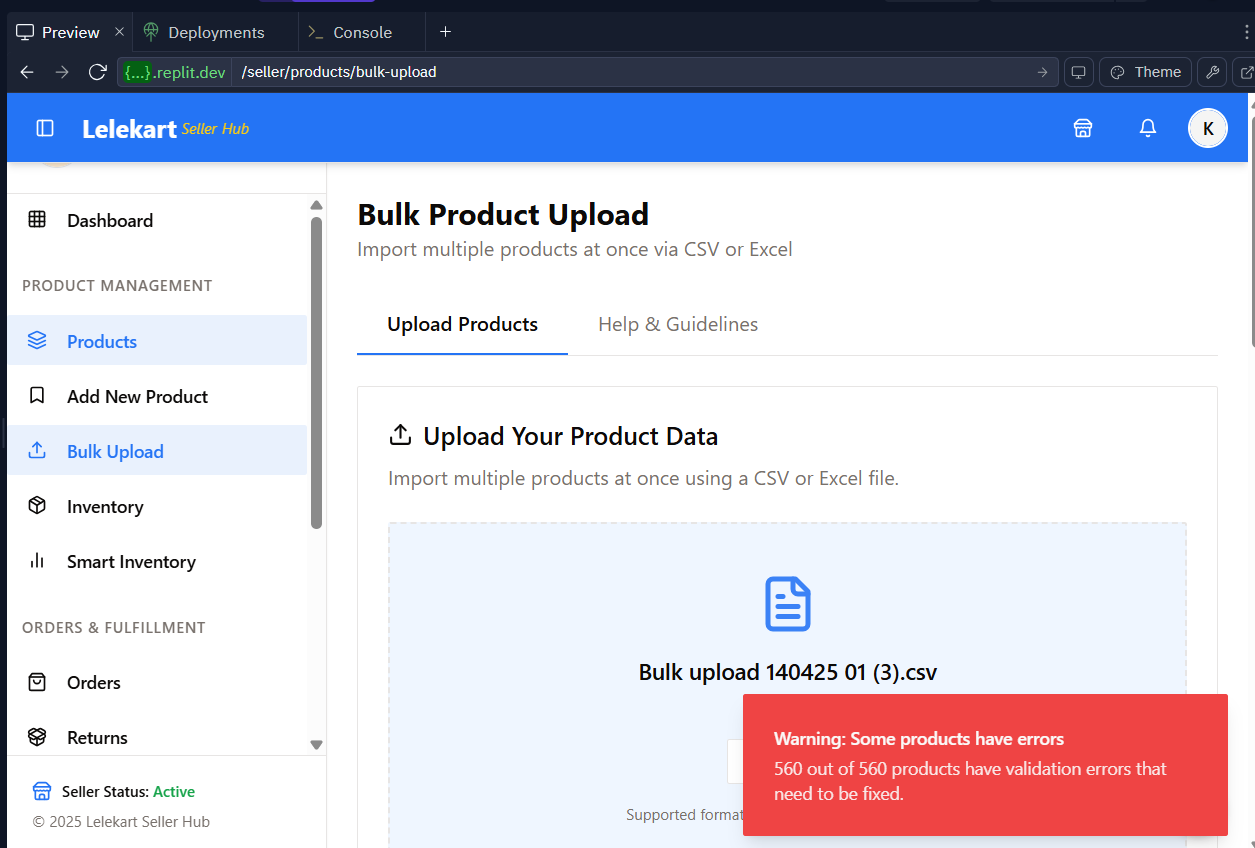 Preview
Deployments
Console
{...}.replit.dev
/seller/products/bulk-upload
Theme
Lelekart Seller Hub
K
Dashboard
PRODUCT MANAGEMENT
Products
Add New Product
Bulk Upload
Inventory
Smart Inventory
ORDERS & FULFILLMENT
Orders
Returns
Seller Status: Active
© 2025 Lelekart Seller Hub
Bulk Product Upload
Import multiple products at once via CSV or Excel
Upload Products
Help & Guidelines
Upload Your Product Data
Import multiple products at once using a CSV or Excel file.
Bulk upload 140425 01 (3).csv
Supported format
Warning: Some products have errors
560 out of 560 products have validation errors that
need to be fixed.